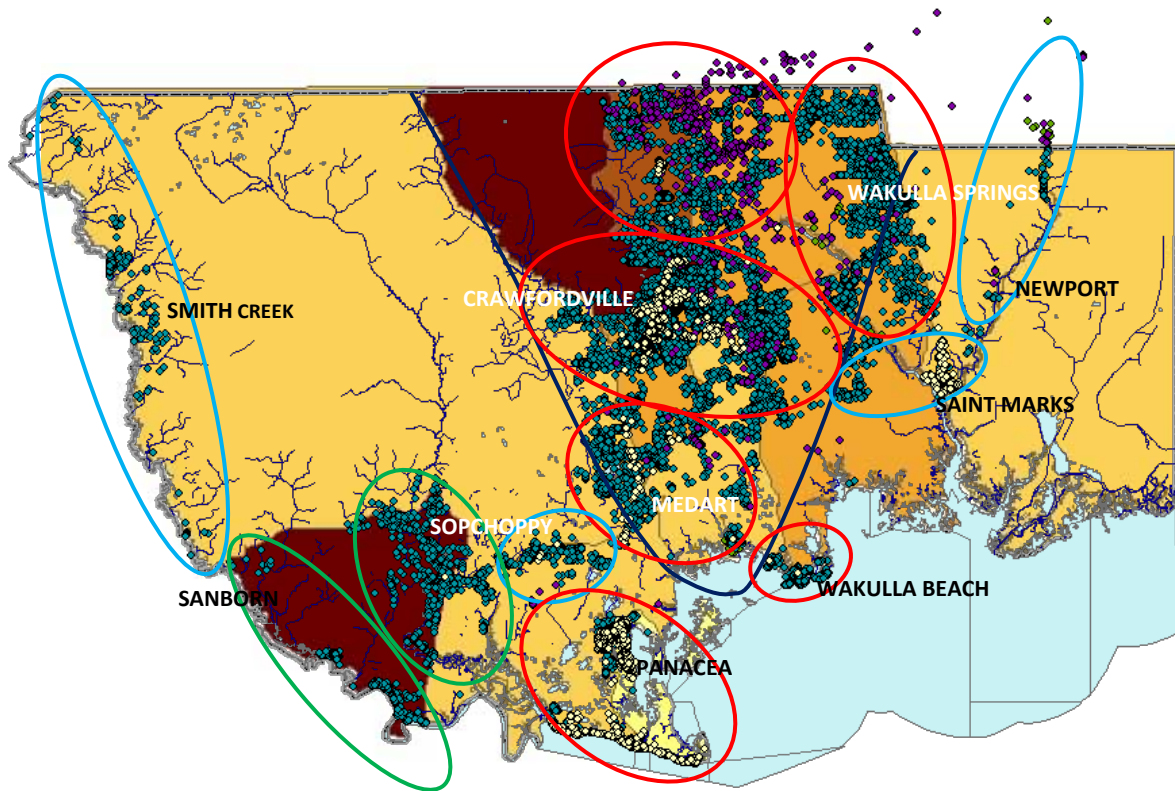 WAKULLA SPRINGS
CRAWFORDVILLE
NEWPORT
SMITH CREEK
SAINT MARKS
MEDART
SOPCHOPPY
WAKULLA BEACH
SANBORN
PANACEA